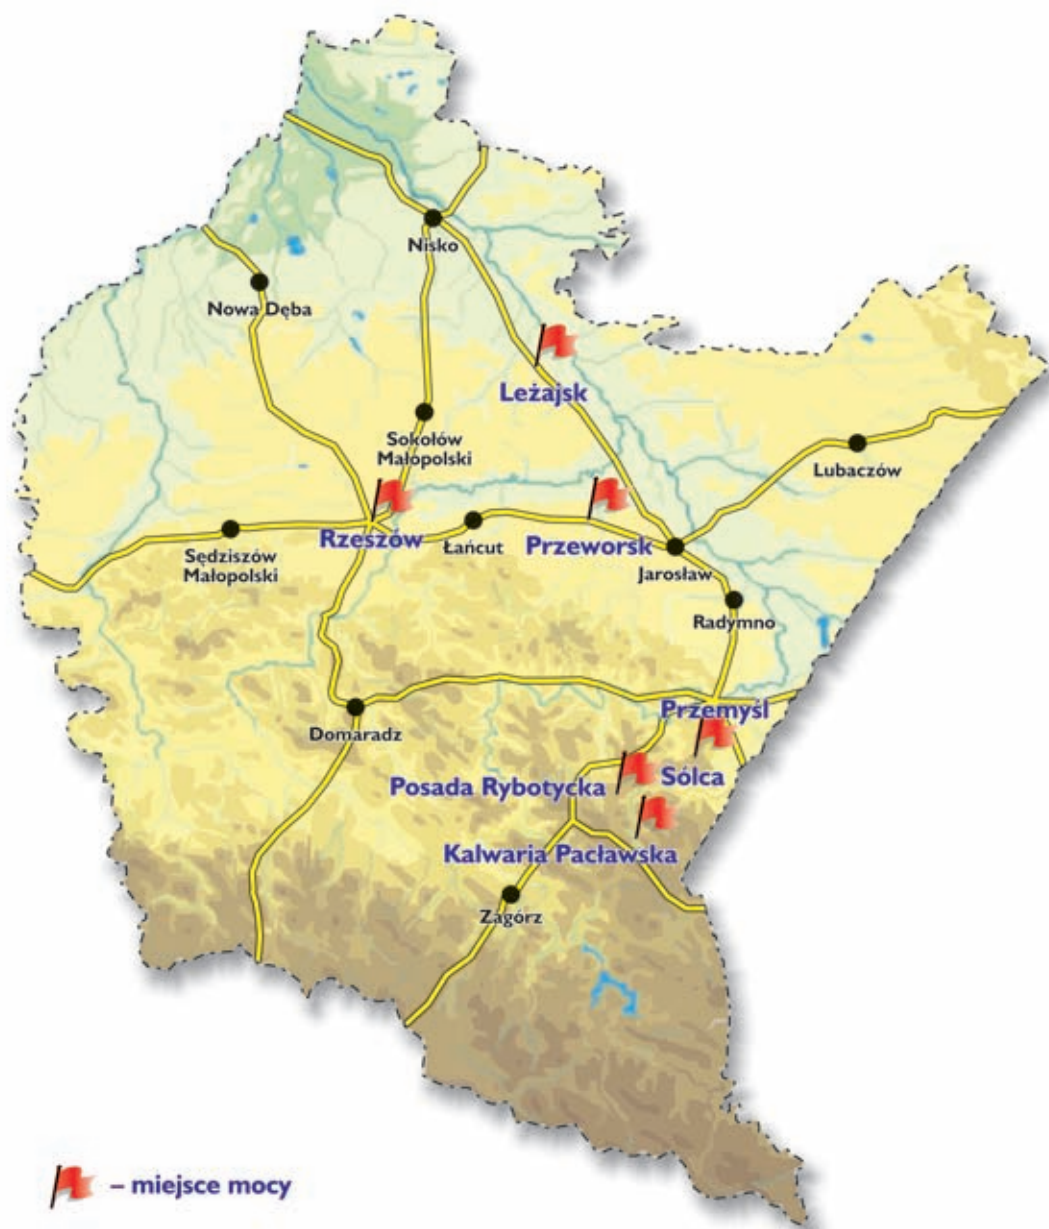 Nisko
Nowa Dęba
Leżajsk
Sokołów
Małopolski
Lubaczów
Rzeszów
Łańcut
Przeworsk
Sędziszów
Małopolski
Jarosław
Radymno
Przemyśl
Domaradz
Sólca
Posada Rybotycka
Kalwaria Pacławska
Zagórz
– miejsce mocy